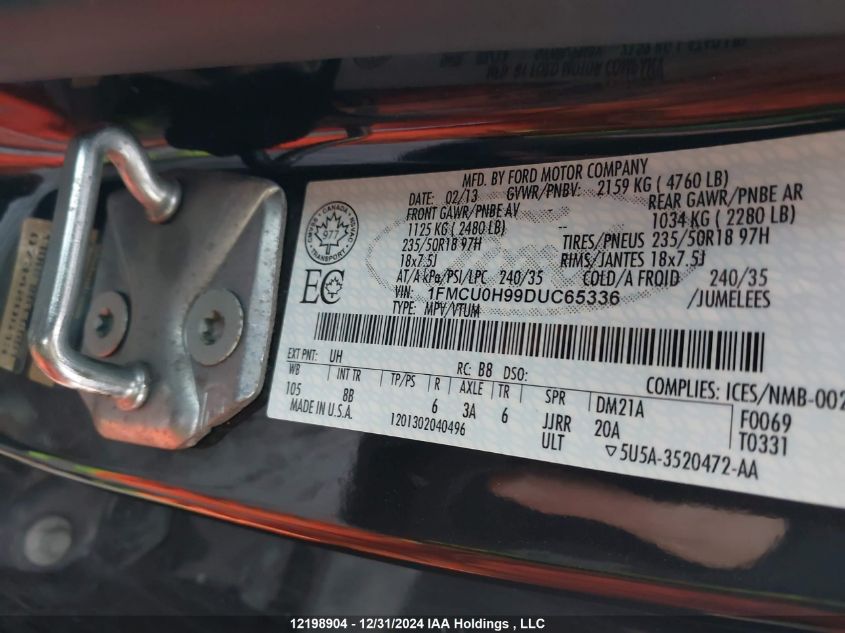 MFD. BY FORD MOTOR COMPANY
DATE: 02/13 GVWR/PNBV: 2159 KG ( 4760 LB)
FRONT GAWR/PNBE AV REAR GAWR/PNBE AR
1125 KG ( 2480 LB) -- 1034 KG ( 2280 LB)
235/50R18 97H TIRES/PNEUS 235/50R18 97H
18x7.5J RIMS/JANTES 18x7.5J
AT/A kPa/PSI/LPC 240/35 COLD/A FROID 240/35
VIN: 1FMCU0H99DUC65336 /JUMELEES
TYPE: MPV/VTUM
CANADA
977
TRANSPORT
EC
EXT PNT: UH RC: B8 DSO: COMPLIES: ICES/NMB-002
WB INT TR TP/PS R AXLE TR SPR DM21A F0069
105 8B 6 3A 6 JJRR 20A T0331
MADE IN U.S.A. 1201302040496 ULT ▽5U5A-3520472-AA
12198904 - 12/31/2024 IAA Holdings , LLC